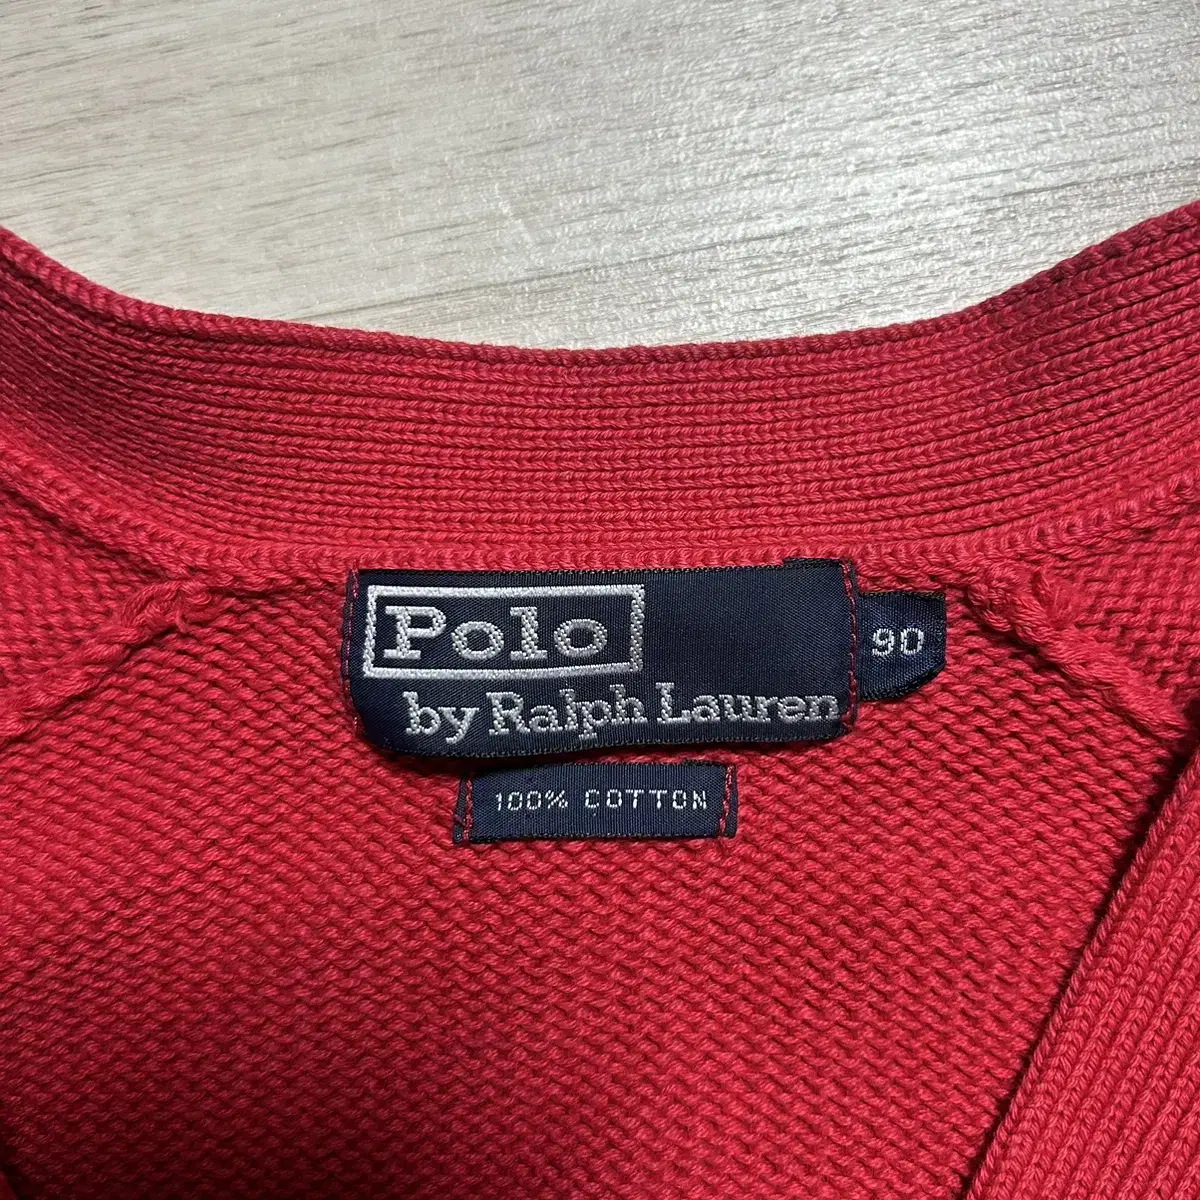 Polo
by Ralph Lauren
90
100% COTTON